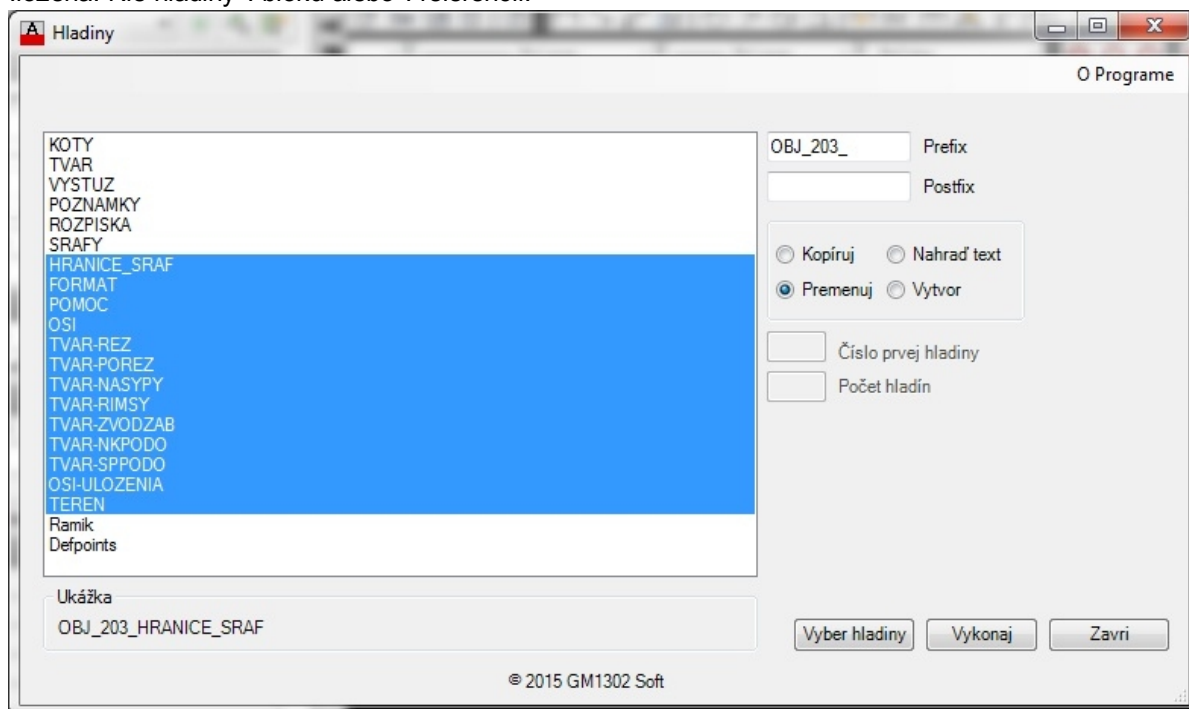 Hladiny
O Programe
KOTY
TVAR
VYSTUZ
POZNAMKY
ROZPISKA
SRAFY
HRANICE_SRAF
FORMAT
POMOC
OSI
TVAR-REZ
TVAR-POREZ
TVAR-NASYPY
TVAR-RIMSY
TVAR-ZVODZAB
TVAR-NKPODO
TVAR-SPPODO
OSI-ULOZENIA
TEREN
Ramik
Defpoints
OBJ_203_ Prefix
Postfix
Kopíruj Nahraď text
Premenuj Vytvor
Číslo prvej hladiny
Počet hladín
Ukážka
OBJ_203_HRANICE_SRAF
Vyber hladiny Vykonaj Zavri
© 2015 GM1302 Soft